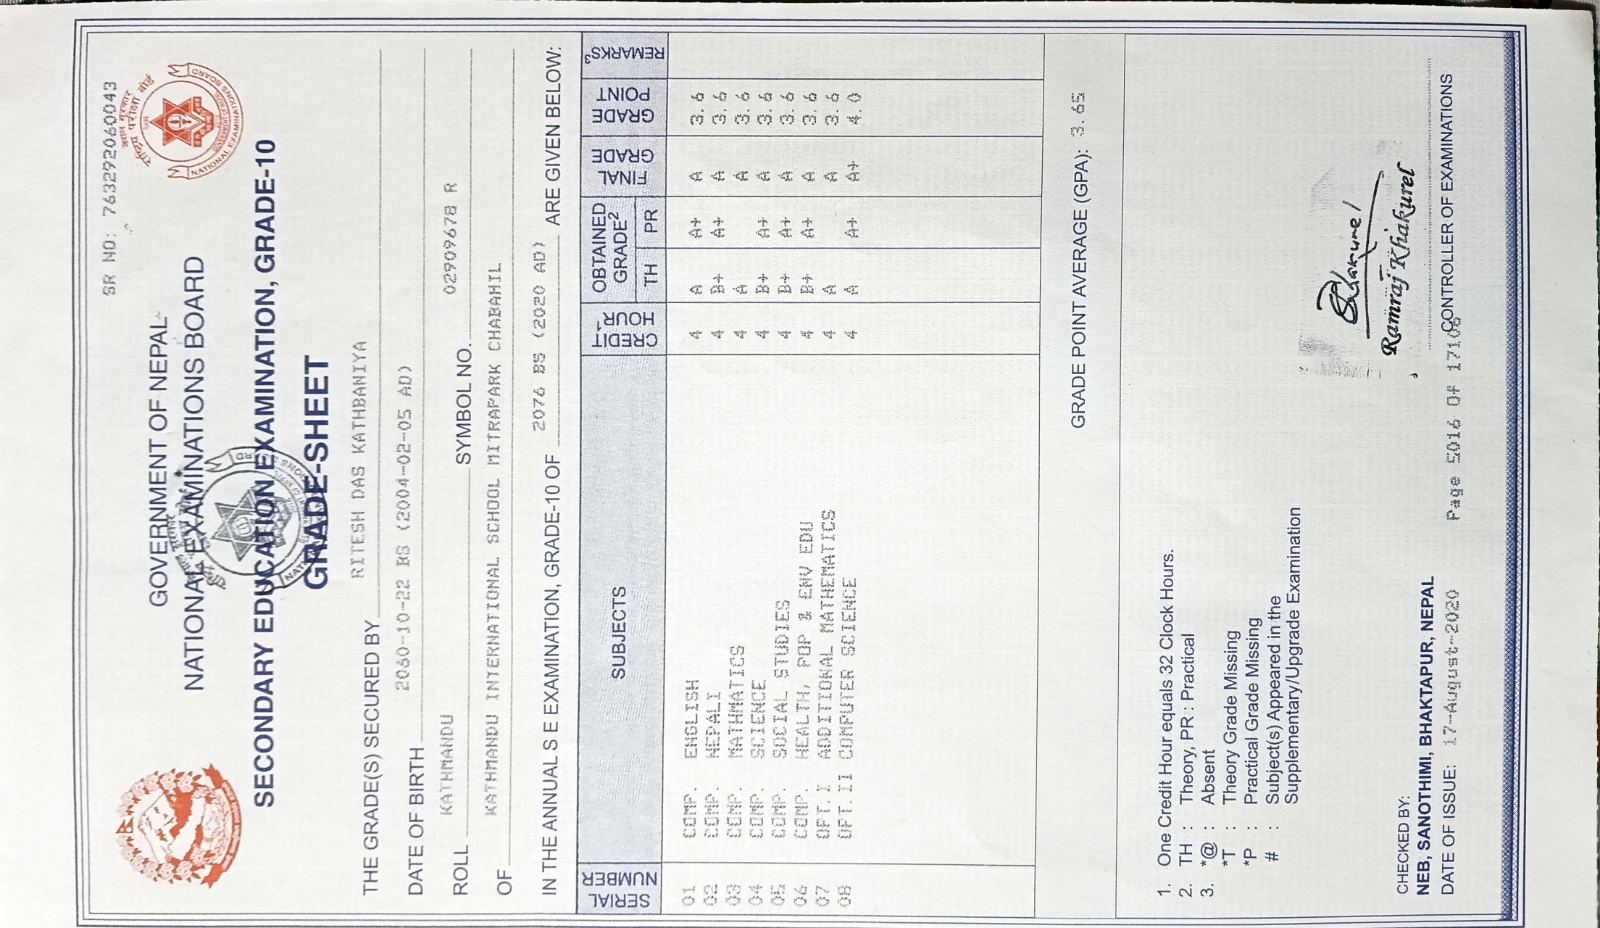 SR NO: 763292060043
GOVERNMENT OF NEPAL
NATIONAL EXAMINATIONS BOARD
SECONDARY EDUCATION EXAMINATION, GRADE-10
GRADE-SHEET
THE GRADE(S) SECURED BY RITESH DAS KATHBANIYA
DATE OF BIRTH 2060-10-22 BS (2004-02-05 AD)
ROLL KATHMANDU SYMBOL NO. 02909678 R
OF KATHMANDU INTERNATIONAL SCHOOL MITRAPARK CHABAHIL
IN THE ANNUAL S E EXAMINATION, GRADE-10 OF 2076 BS (2020 AD) ARE GIVEN BELOW:
SERIAL NUMBER SUBJECTS CREDIT HOUR1 OBTAINED GRADE2 TH PR FINAL GRADE GRADE POINT REMARKS3
01 COMP. ENGLISH 4 A A+ A 3.6
02 COMP. NEPALI 4 B+ A+ A 3.6
03 COMP. MATHMATICS 4 A A 3.6
04 COMP. SCIENCE 4 B+ A+ A 3.6
05 COMP. SOCIAL STUDIES 4 B+ A+ A 3.6
06 COMP. HEALTH, POP & ENV EDU 4 B+ A+ A 3.6
07 OPT.I ADDITIONAL MATHEMATICS 4 A A 3.6
08 OPT.II COMPUTER SCIENCE 4 A A+ A+ 4.0
GRADE POINT AVERAGE (GPA): 3.65
1. One Credit Hour equals 32 Clock Hours.
2. TH : Theory, PR : Practical
3. *@ : Absent
*T : Theory Grade Missing
*P : Practical Grade Missing
# : Subject(s) Appeared in the
Supplementary/Upgrade Examination
Ramraj Khakurel
CHECKED BY:
NEB, SANOTHIMI, BHAKTAPUR, NEPAL
CONTROLLER OF EXAMINATIONS
DATE OF ISSUE: 17-August-2020 Page 5016 Of 17106